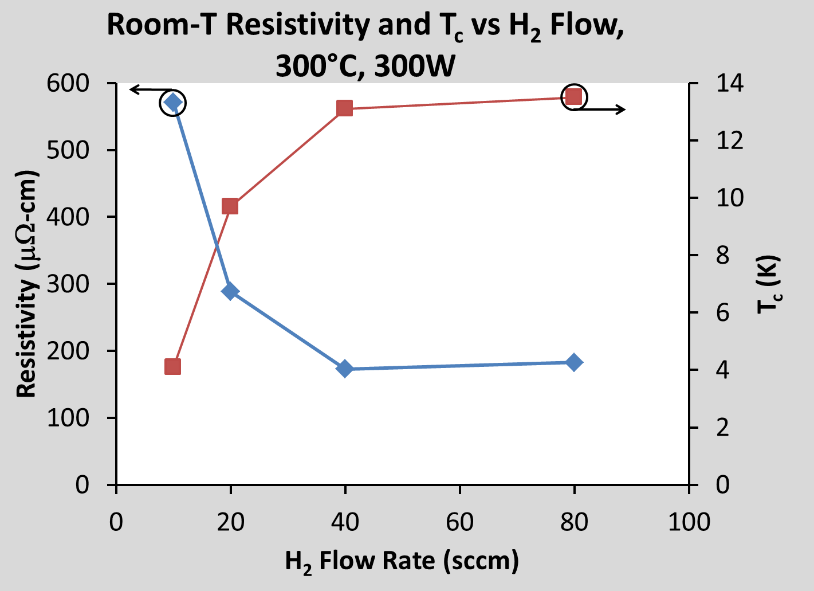 Room-T Resistivity and Tc vs H2 Flow,
300°C, 300W
600
500
400
300
200
100
0
Resistivity (μΩ-cm)
14
12
10
8
6
4
2
0
Tc (K)
0 20 40 60 80 100
H2 Flow Rate (sccm)